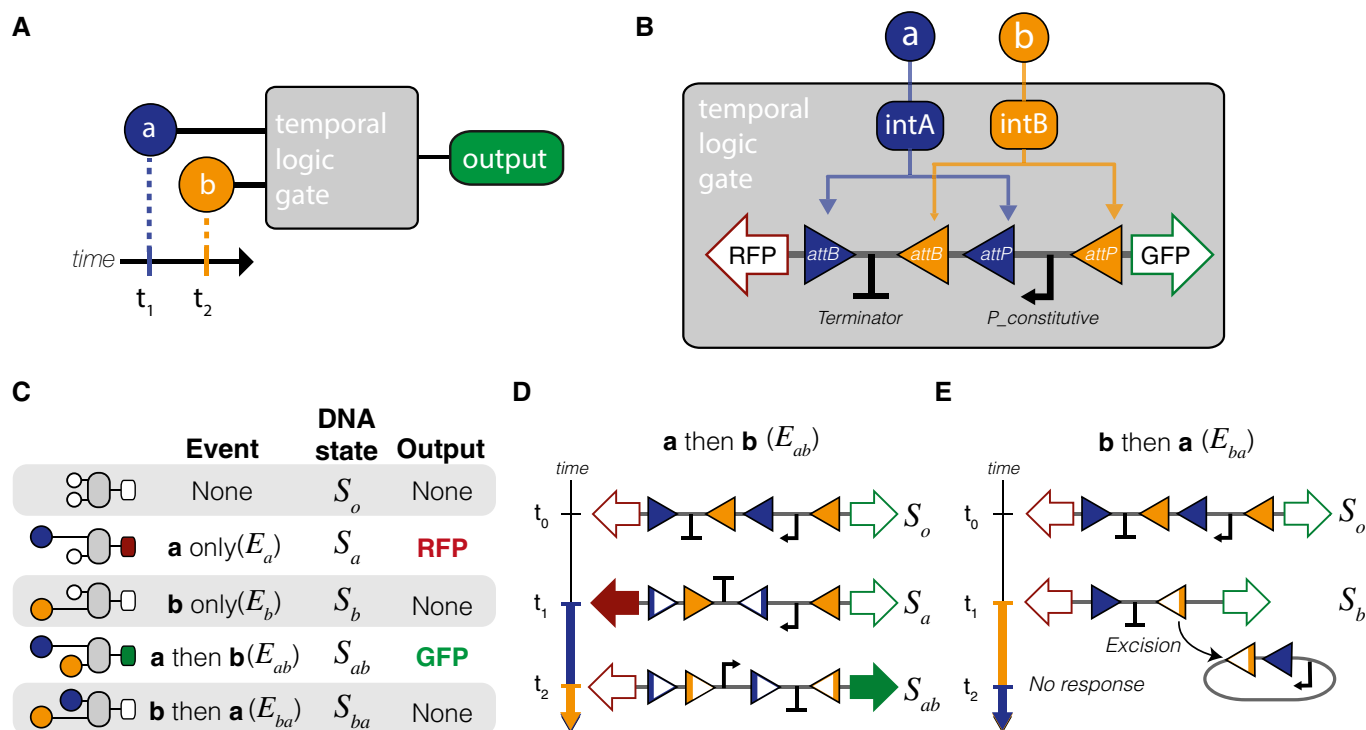 A
a
b
temporal
logic
gate
output
time
t1
t2
B
a
b
temporal
logic
gate
intA
intB
RFP
attB
attB
attP
attP
GFP
Terminator
P_constitutive
C
Event
DNA
state
Output
None So None
a only(Ea) Sa RFP
b only(Eb) Sb None
a then b(Eab) Sab GFP
b then a (Eba) Sba None
D
a then b (Eab)
time
t0
So
t1
Sa
t2
Sab
E
b then a (Eba)
time
t0
So
t1
Sb
Excision
t2
No response